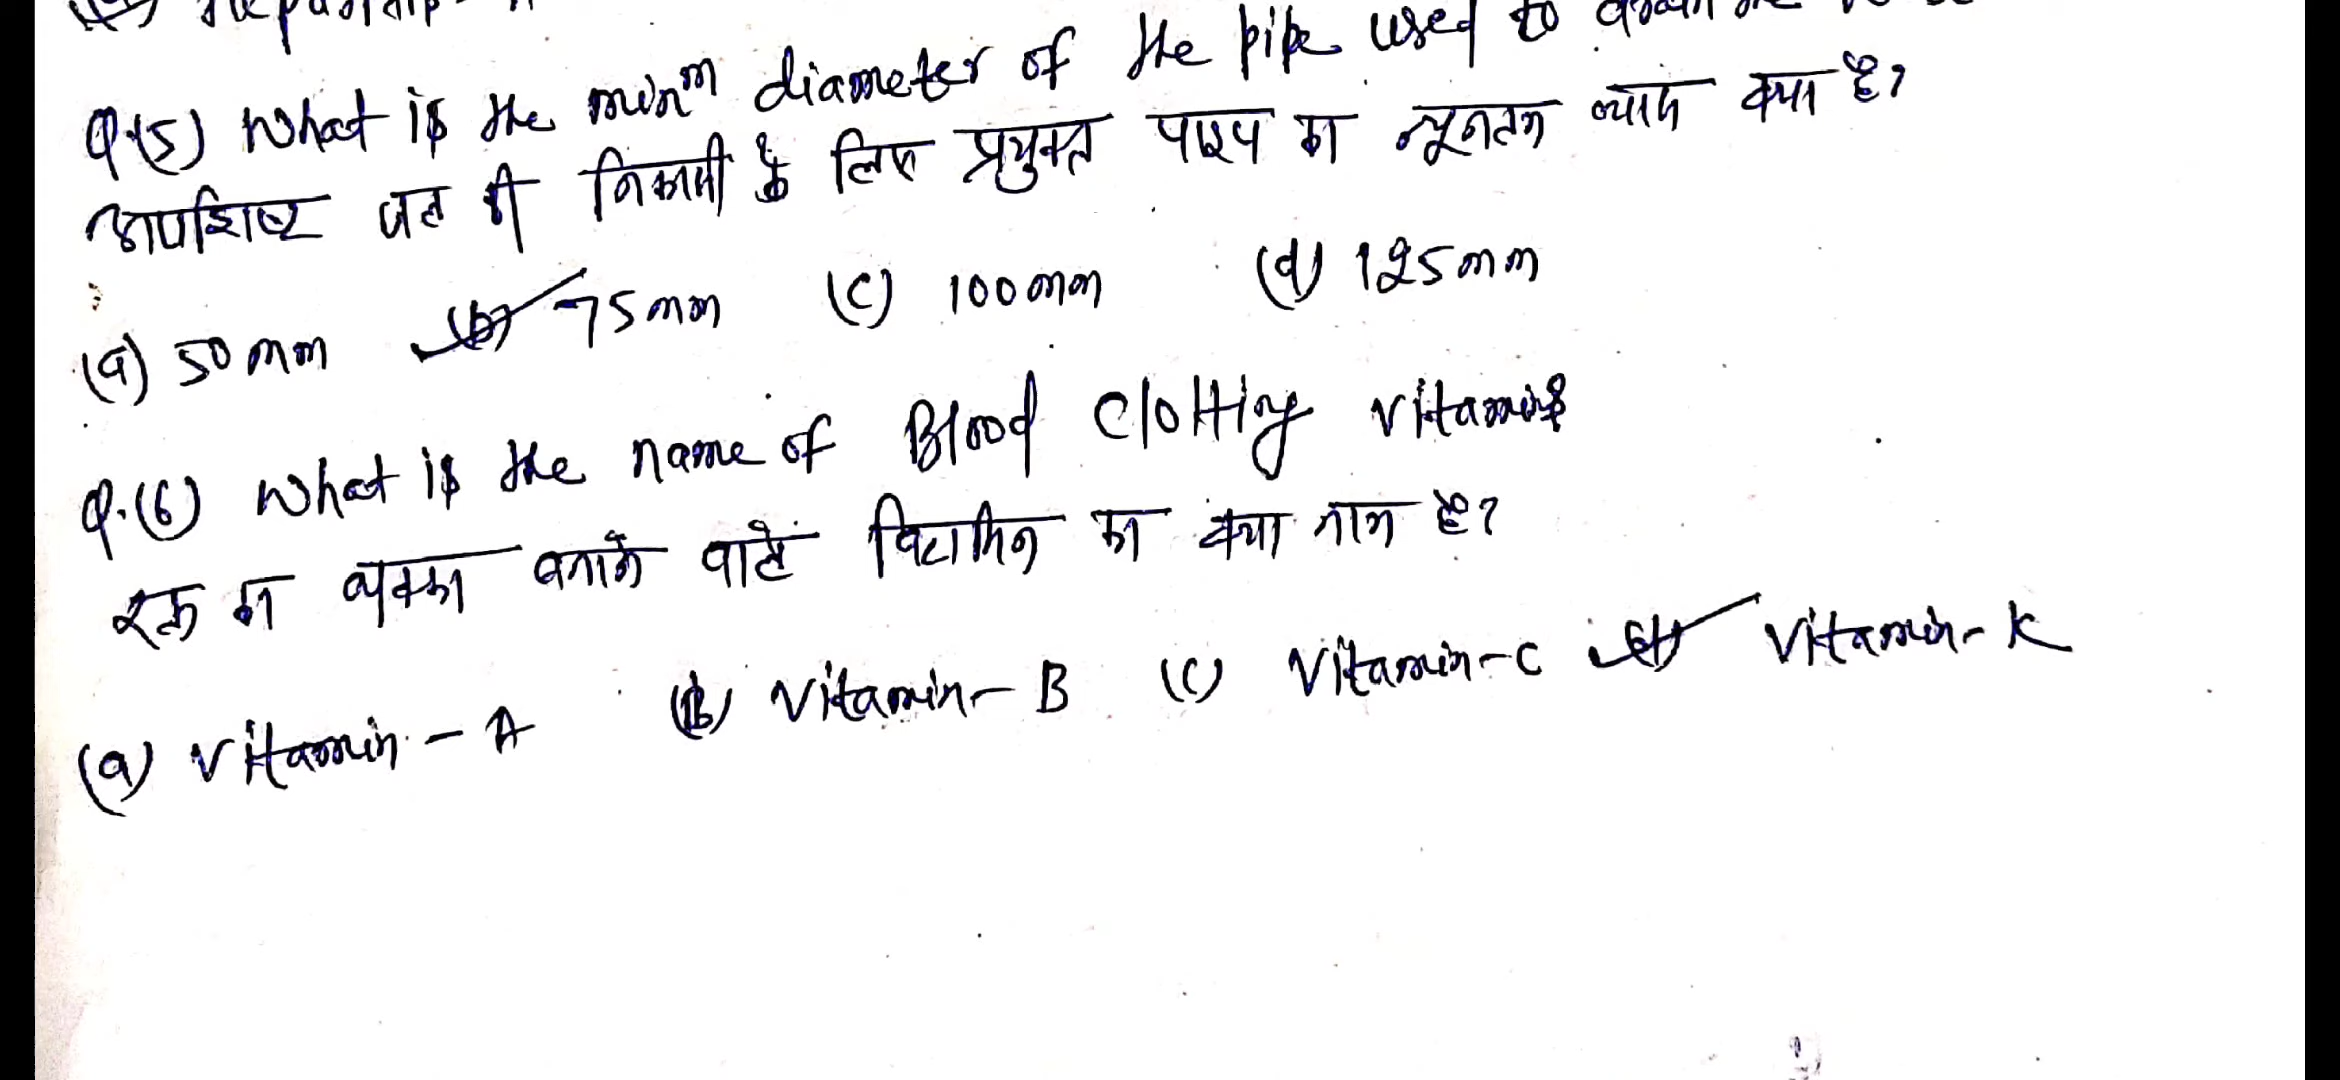 Q.(5) What is the min^m diameter of the pipe used to
अपशिष्ट जल की निकासी के लिए प्रयुक्त पाइप का न्यूनतम व्यास क्या है?
(a) 50 mm (b) 75 mm (c) 100 mm (d) 125 mm
Q.(6) What is the name of Blood Clotting vitamin?
रक्त का थक्का बनाने वाले विटामिन का क्या नाम है?
(a) Vitamin - A (b) Vitamin - B (c) Vitamin - C (d) Vitamin - K